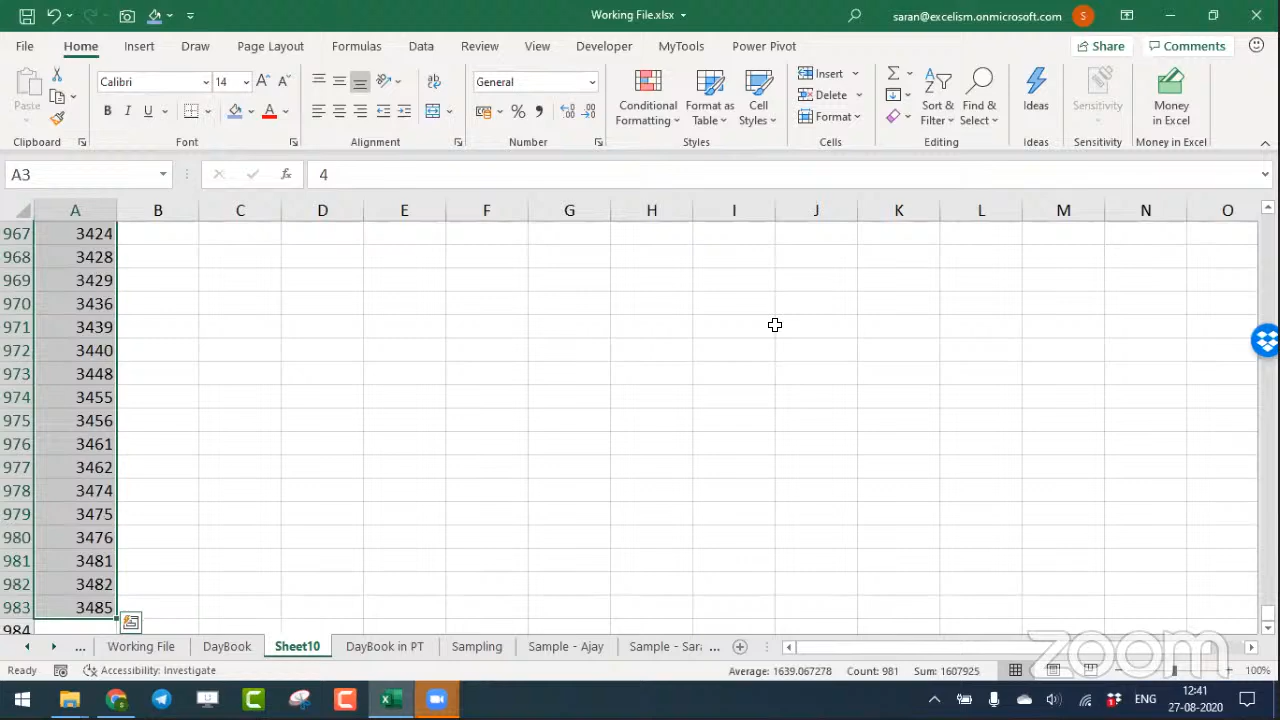 Working File.xlsx
saran@excelism.onmicrosoft.com S
File Home Insert Draw Page Layout Formulas Data Review View Developer MyTools Power Pivot Share Comments
Paste
Calibri 14
B I U
General
Conditional Formatting
Format as Table
Cell Styles
Insert
Delete
Format
Sort & Filter
Find & Select
Ideas
Sensitivity
Money in Excel
Clipboard Font Alignment Number Styles Cells Editing Ideas Sensitivity Money in Excel
A3 fx 4
A B C D E F G H I J K L M N O
967 3424
968 3428
969 3429
970 3436
971 3439
972 3440
973 3448
974 3455
975 3456
976 3461
977 3462
978 3474
979 3475
980 3476
981 3481
982 3482
983 3485
984
... Working File DayBook Sheet10 DayBook in PT Sampling Sample - Ajay Sample - Sara ...
zoom
Ready Accessibility: Investigate Average: 1639.067278 Count: 981 Sum: 1607925 100%
ENG 12:41
27-08-2020